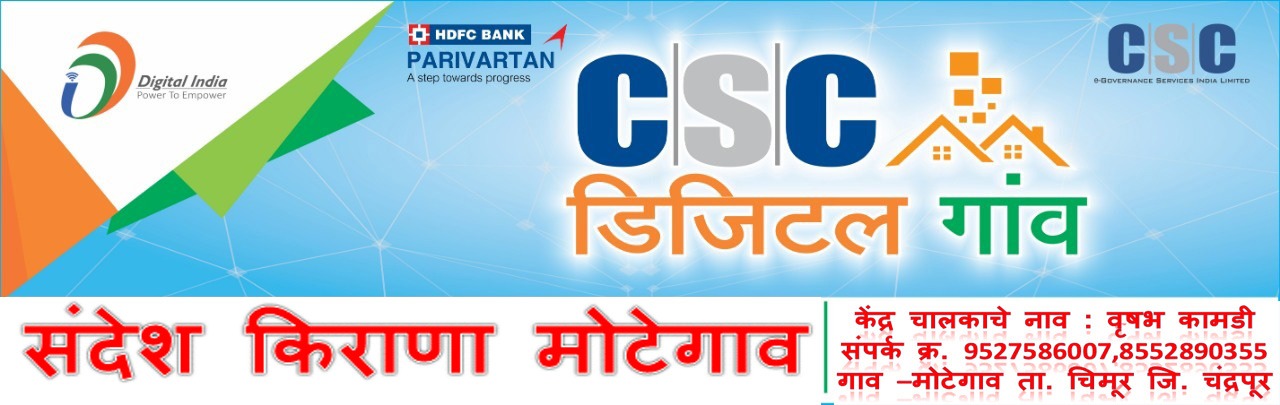 Digital India
Power To Empower
HDFC BANK
PARIVARTAN
A step towards progress
CSC
डिजिटल गांव
CSC
e-Governance Services India Limited
संदेश किराणा मोटेगाव
केंद्र चालकाचे नाव : वृषभ कामडी
संपर्क क्र. 9527586007,8552890355
गाव –मोटेगाव ता. चिमूर जि. चंद्रपूर